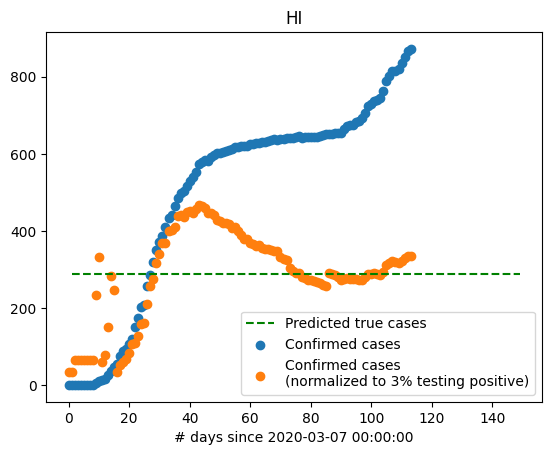 HI
800
600
400
200
0
Predicted true cases
Confirmed cases
Confirmed cases
(normalized to 3% testing positive)
0 20 40 60 80 100 120 140
# days since 2020-03-07 00:00:00